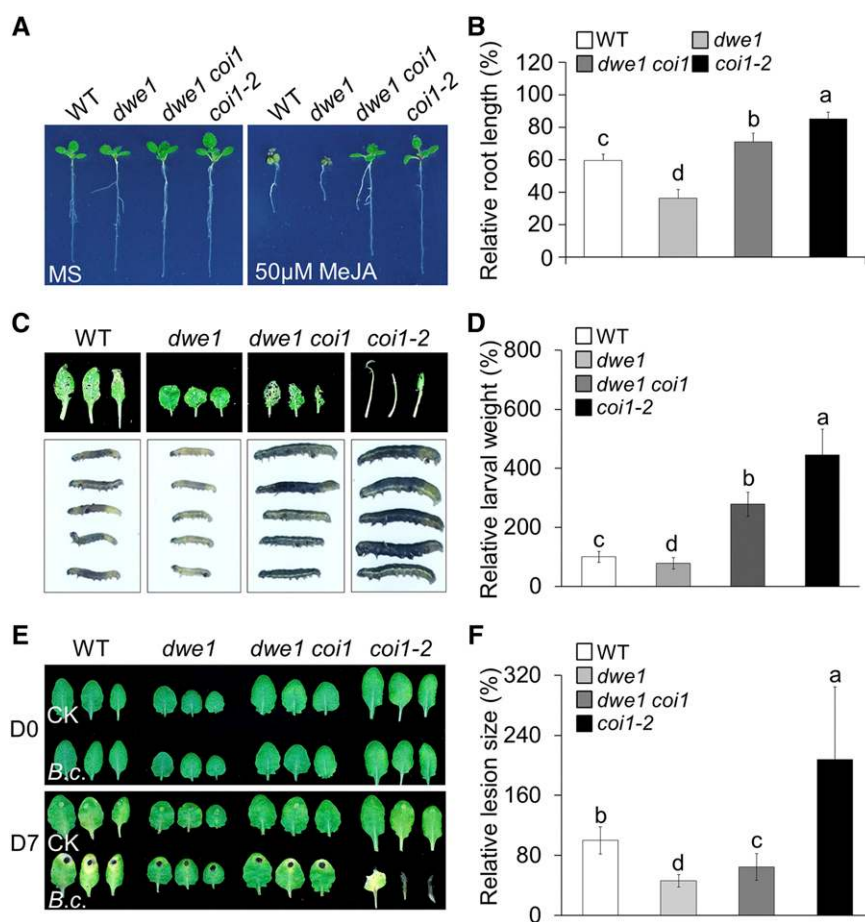 A
WT dwe1 dwe1 coi1 coi1-2 WT dwe1 dwe1 coi1 coi1-2
MS 50μM MeJA
B
WT dwe1
dwe1 coi1 coi1-2
Relative root length (%)
120
100
80
60
40
20
0
c d b a
C
WT dwe1 dwe1 coi1 coi1-2
D
WT
dwe1
dwe1 coi1
coi1-2
Relative larval weight (%)
800
600
400
200
0
c d b a
E
WT dwe1 dwe1 coi1 coi1-2
D0
CK
B.c.
D7
CK
B.c.
F
WT
dwe1
dwe1 coi1
coi1-2
Relative lesion size (%)
320
240
160
80
0
b d c a